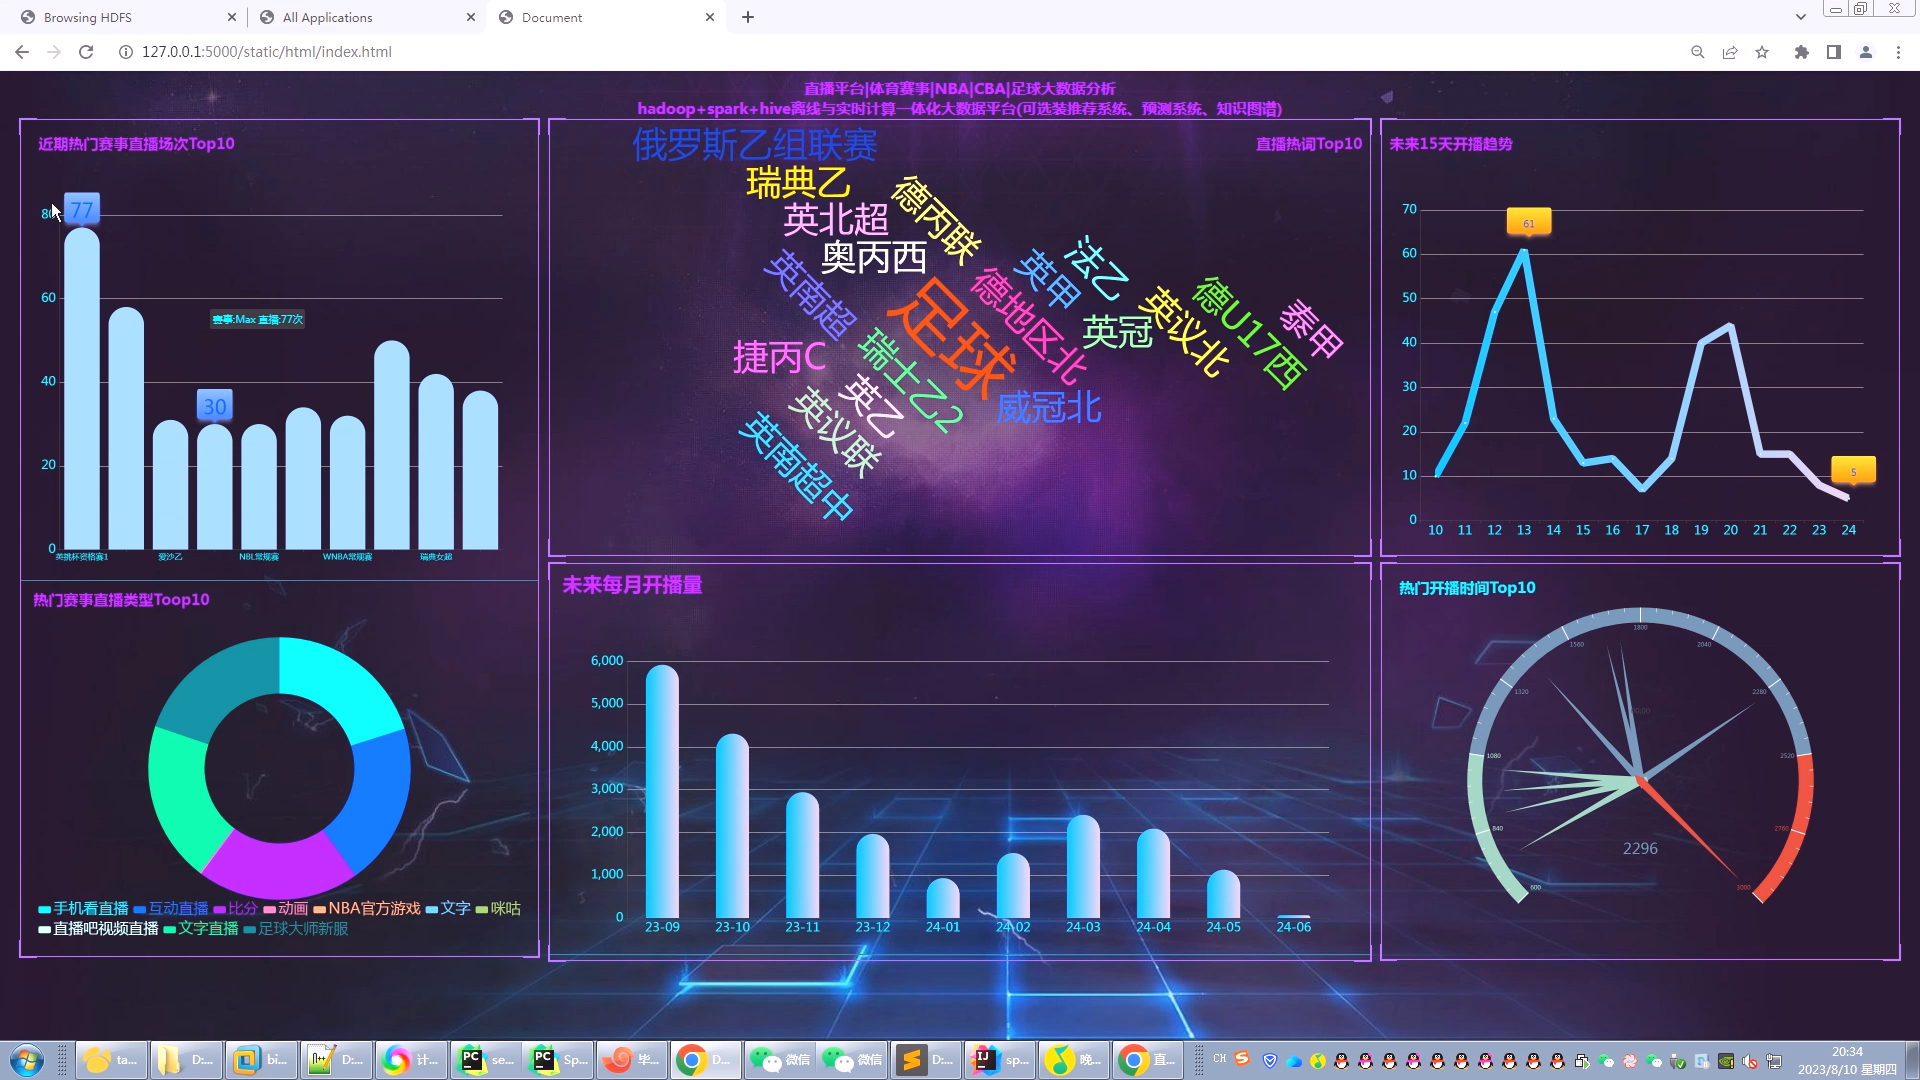 Browsing HDFS
All Applications
Document
127.0.0.1:5000/static/html/index.html
直播平台|体育赛事|NBA|CBA|足球大数据分析
hadoop+spark+hive离线与实时计算一体化大数据平台(可选装推荐系统、预测系统、知识图谱)
近期热门赛事直播场次Top10
80
60
40
20
0
77
30
赛事:Max 直播:77次
英挑杯资格赛1
爱沙乙
NBL常规赛
WNBA常规赛
瑞典女超
直播热词Top10
俄罗斯乙组联赛
瑞典乙
英北超
德丙联
奥丙西
英南超
足球
德地区北
英甲
法乙
英冠
英议北
德U17西
泰甲
捷丙C
瑞士乙2
英乙
威冠北
英议联
英南超中
未来15天开播趋势
70
60
50
40
30
20
10
0
61
5
10 11 12 13 14 15 16 17 18 19 20 21 22 23 24
热门赛事直播类型Toop10
手机看直播 互动直播 比分 动画 NBA官方游戏 文字 咪咕
直播吧视频直播 文字直播 足球大师新服
未来每月开播量
6,000
5,000
4,000
3,000
2,000
1,000
0
23-09 23-10 23-11 23-12 24-01 24-02 24-03 24-04 24-05 24-06
热门开播时间Top10
600
840
1080
1320
1560
1800
2040
2280
2520
2760
3000
2296
ta...
D:...
bi...
D:...
计...
se...
Sp...
毕...
D...
微信
微信
D:...
sp...
晚...
直...
CH
20:34
2023/8/10 星期四